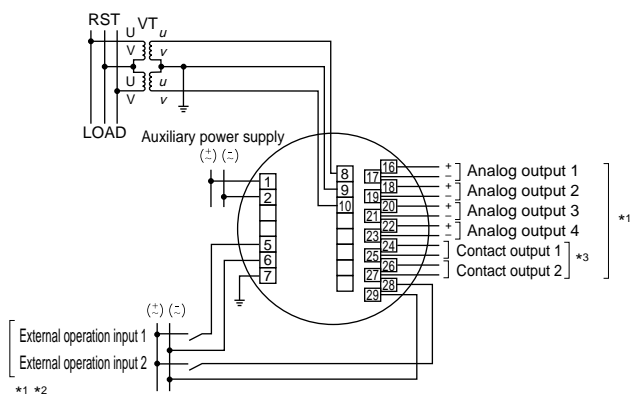 RST VT
U u
V v
U u
V v
LOAD
Auxiliary power supply
(+) (-)
(~) (~)
1
2
5
6
7
8
9
10
16
17
18
19
20
21
22
23
24
25
26
27
28
29
+
− Analog output 1
+
− Analog output 2
+
− Analog output 3
+
− Analog output 4
Contact output 1
Contact output 2
*3
*1
(+) (-)
(~) (~)
External operation input 1
External operation input 2
*1 *2